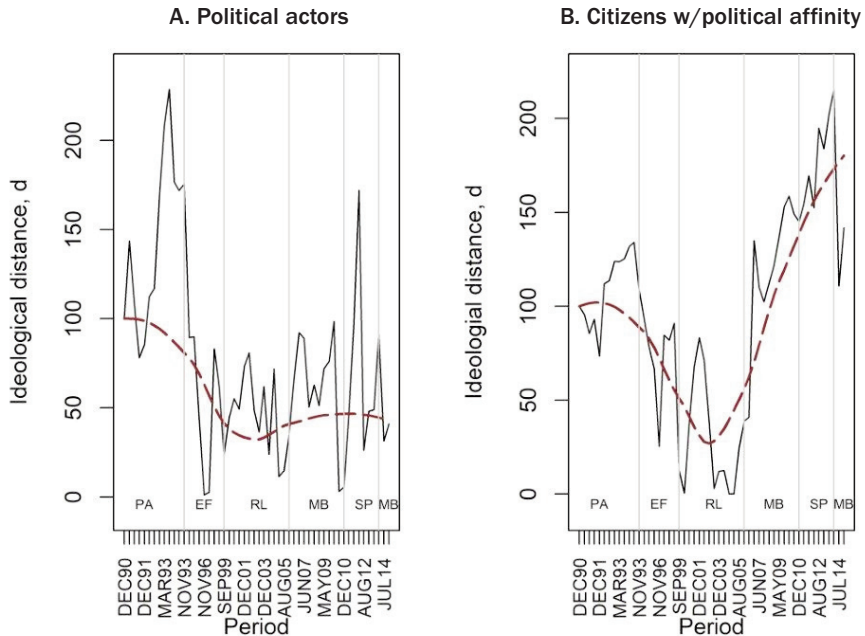 A. Political actors
Ideological distance, d
200
150
100
50
0
PA EF RL MB SP MB
DEC90
DEC91
MAR93
NOV93
NOV96
SEP99
DEC01
DEC03
AUG05
JUN07
MAY09
DEC10
AUG12
JUL14
Period
B. Citizens w/political affinity
Ideologial distance, d
200
150
100
50
0
PA EF RL MB SP MB
DEC90
DEC91
MAR93
NOV93
NOV96
SEP99
DEC01
DEC03
AUG05
JUN07
MAY09
DEC10
AUG12
JUL14
Period